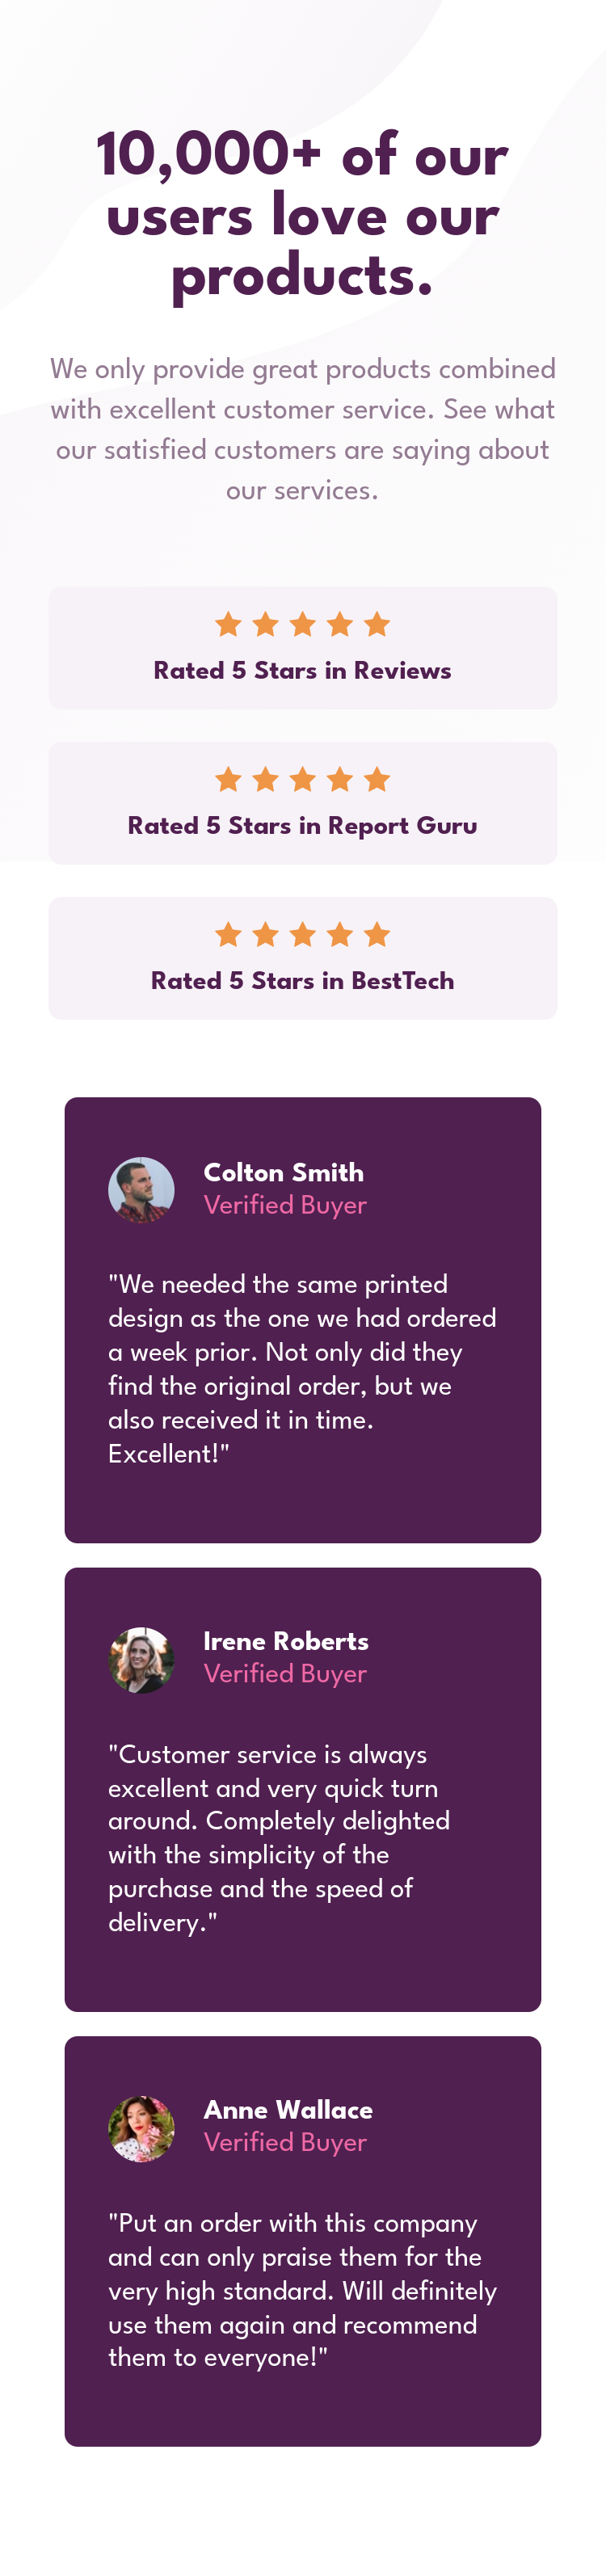 10,000+ of our
users love our
products.
We only provide great products combined
with excellent customer service. See what
our satisfied customers are saying about
our services.
Rated 5 Stars in Reviews
Rated 5 Stars in Report Guru
Rated 5 Stars in BestTech
Colton Smith
Verified Buyer
"We needed the same printed
design as the one we had ordered
a week prior. Not only did they
find the original order, but we
also received it in time.
Excellent!"
Irene Roberts
Verified Buyer
"Customer service is always
excellent and very quick turn
around. Completely delighted
with the simplicity of the
purchase and the speed of
delivery."
Anne Wallace
Verified Buyer
"Put an order with this company
and can only praise them for the
very high standard. Will definitely
use them again and recommend
them to everyone!"